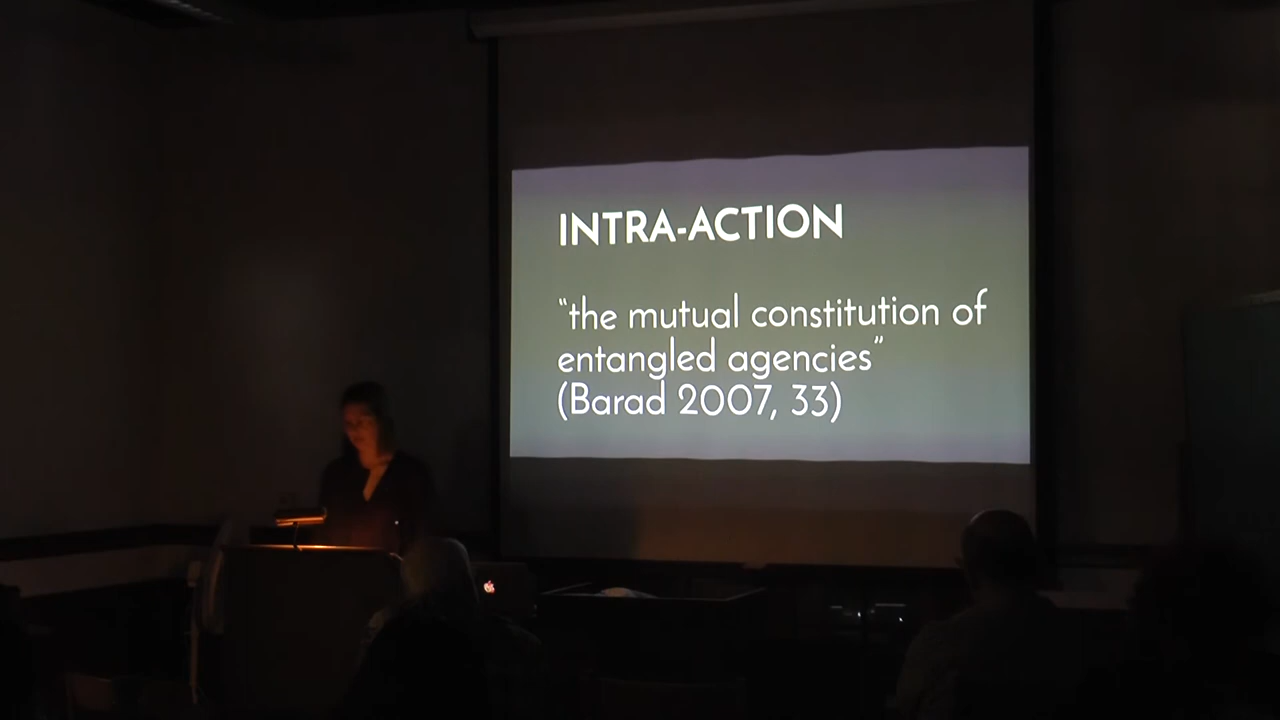 INTRA-ACTION
“the mutual constitution of
entangled agencies”
(Barad 2007, 33)